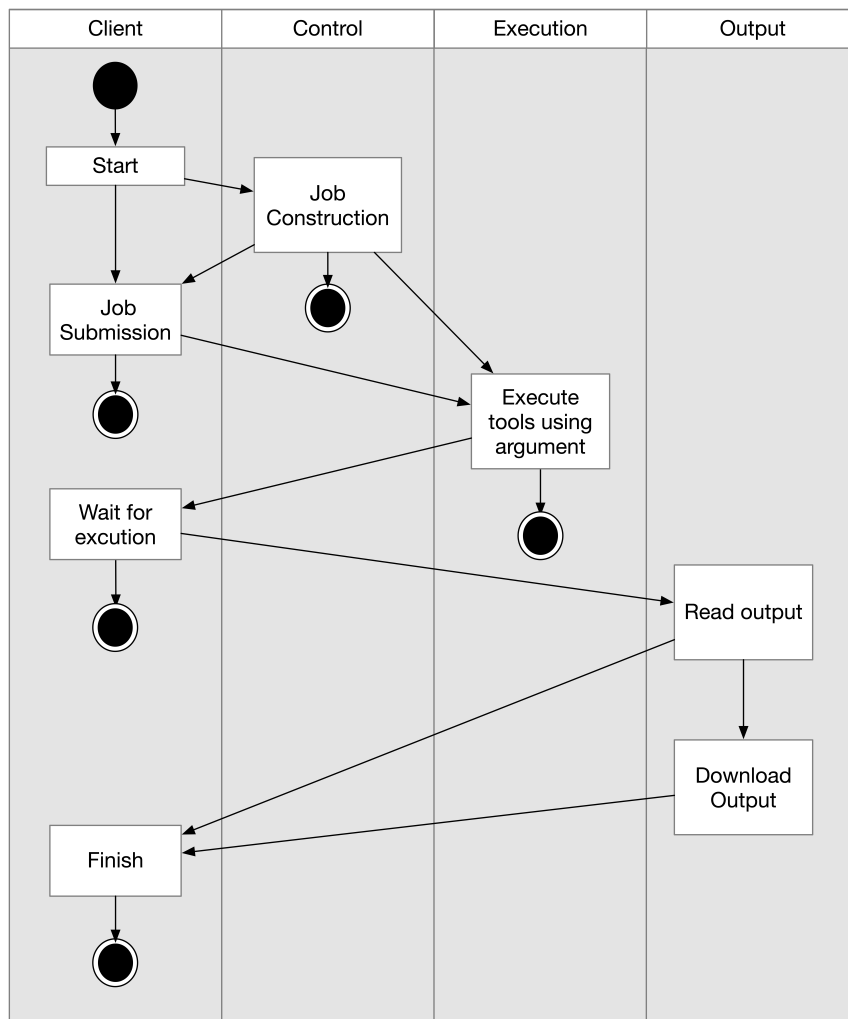 Client
Control
Execution
Output
Start
Job
Construction
Job
Submission
Execute
tools using
argument
Wait for
excution
Read output
Download
Output
Finish